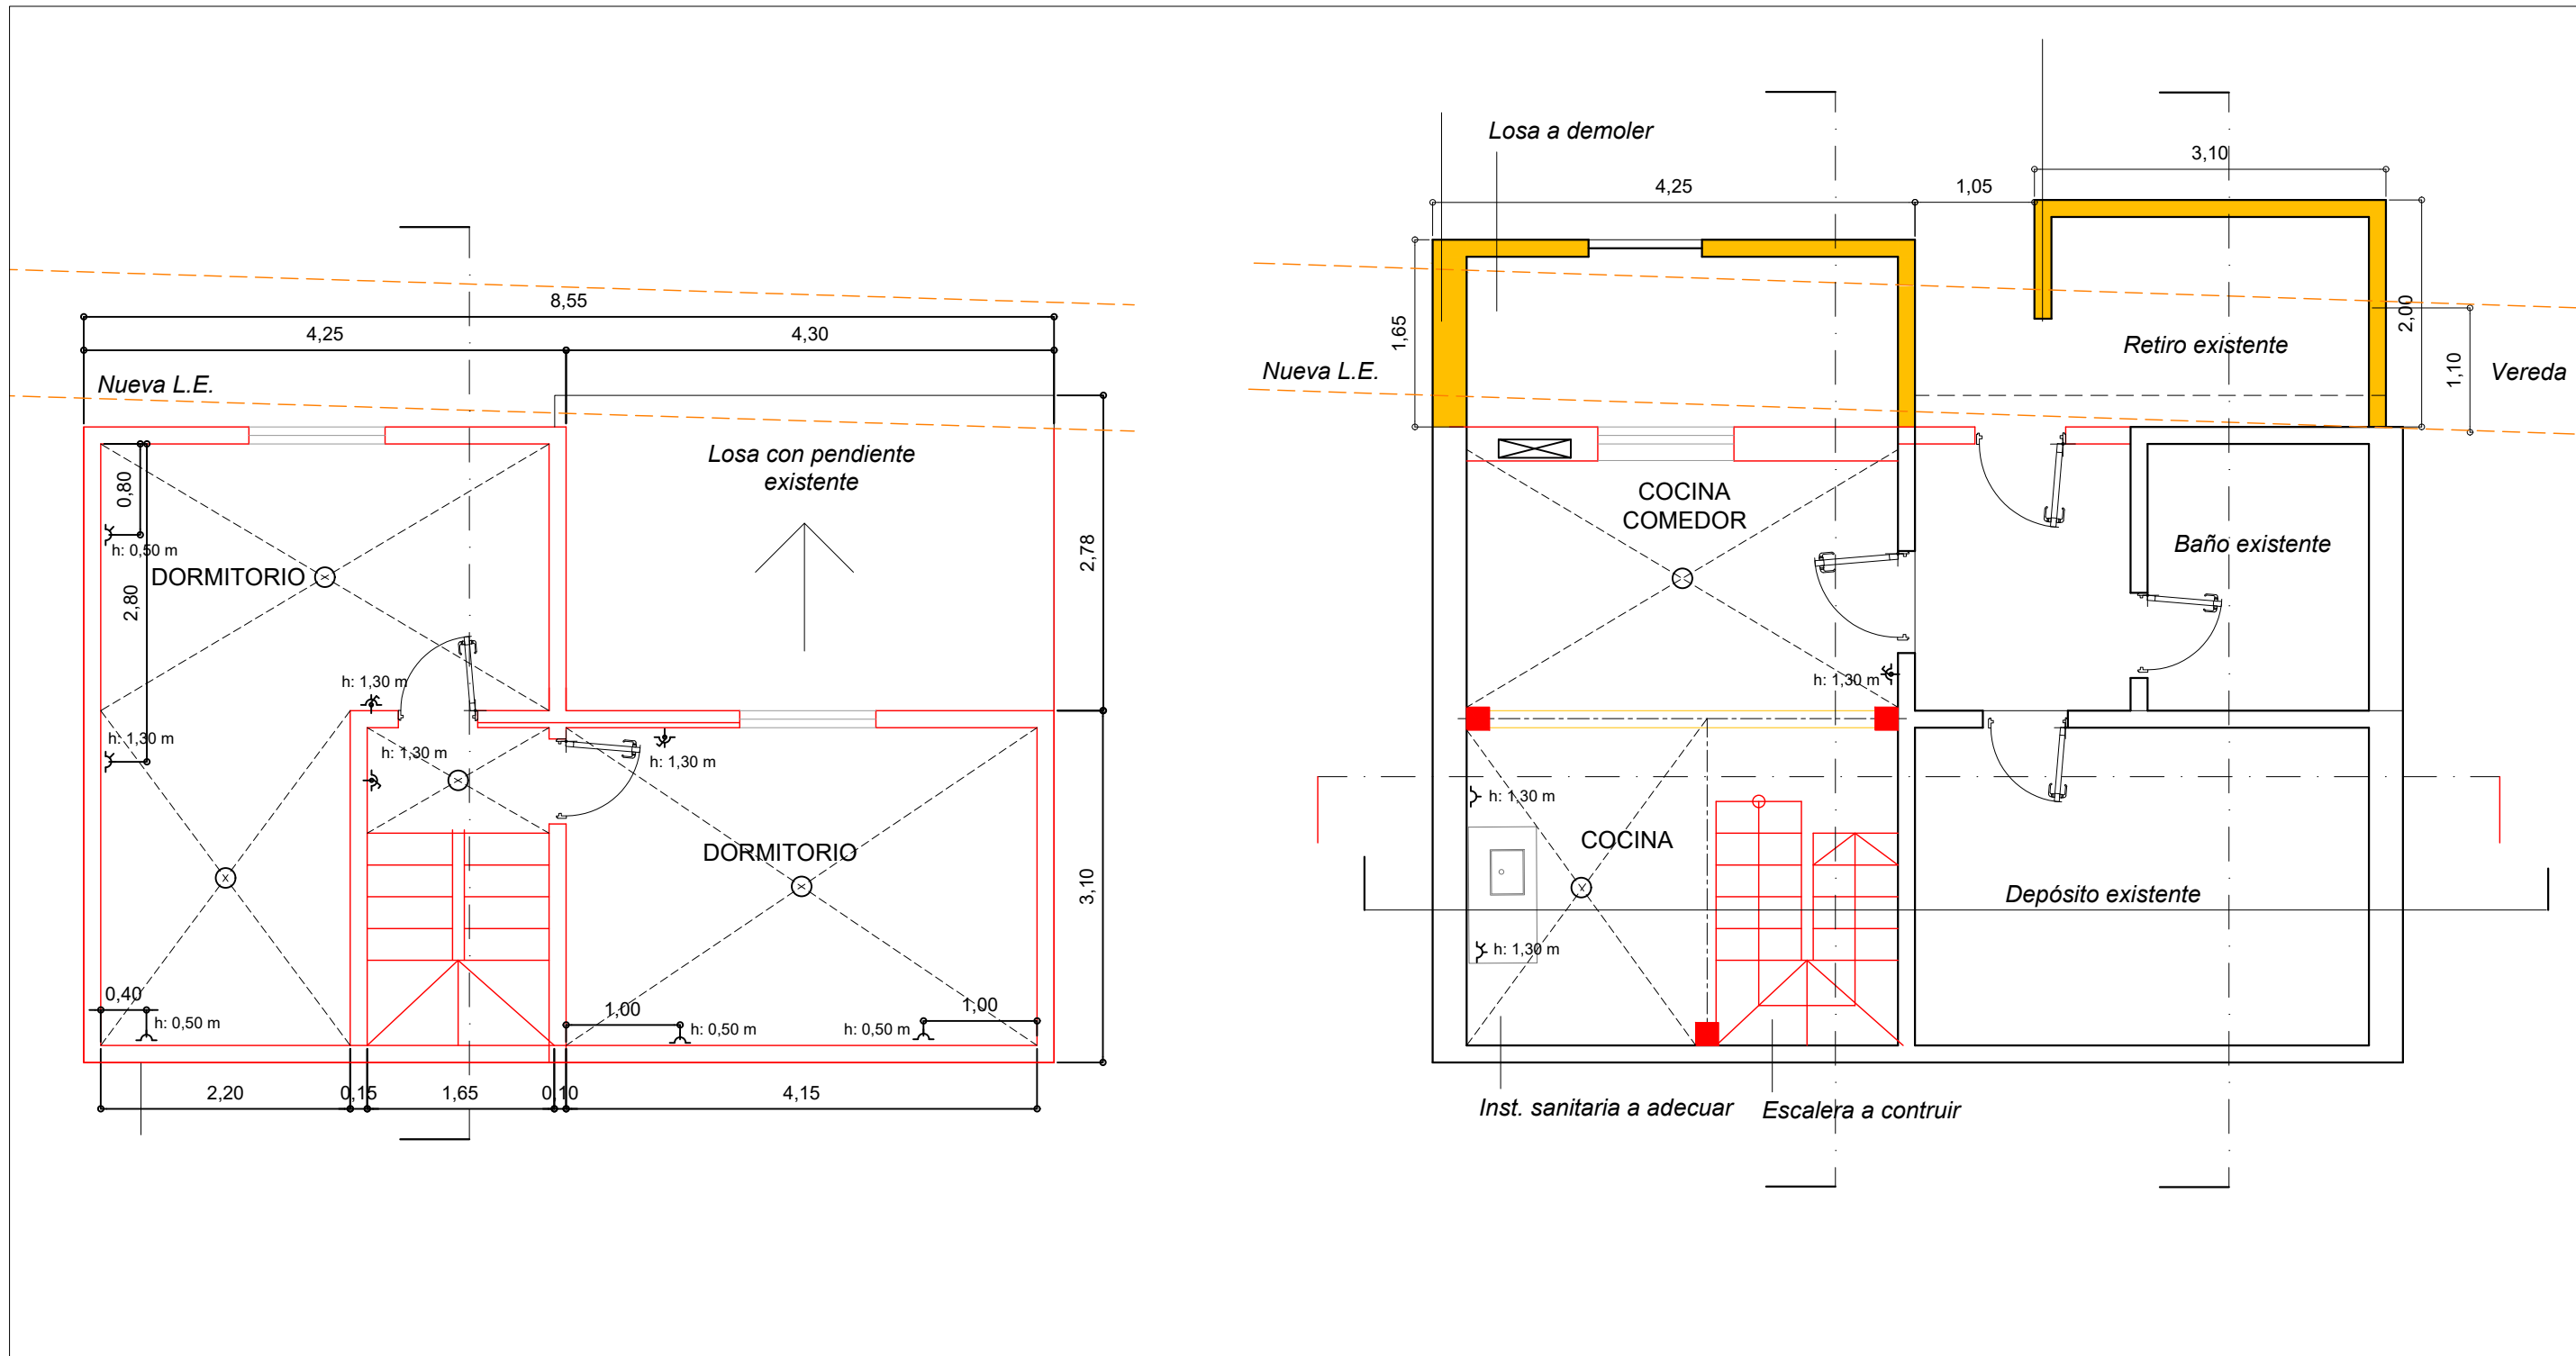 8,55
4,25
4,30
Nueva L.E.
Losa con pendiente
existente
0,80
h: 0,50 m
DORMITORIO
2,80
2,78
h: 1,30 m
h: 1,30 m
h: 1,30 m
h: 1,30 m
DORMITORIO
3,10
0,40
h: 0,50 m
1,00
h: 0,50 m
h: 0,50 m
1,00
2,20
0,15
1,65
0,10
4,15
Losa a demoler
3,10
4,25
1,05
1,65
2,00
Retiro existente
1,10
Vereda
Nueva L.E.
COCINA
COMEDOR
Baño existente
h: 1,30 m
h: 1,30 m
COCINA
Depósito existente
h: 1,30 m
Inst. sanitaria a adecuar
Escalera a contruir